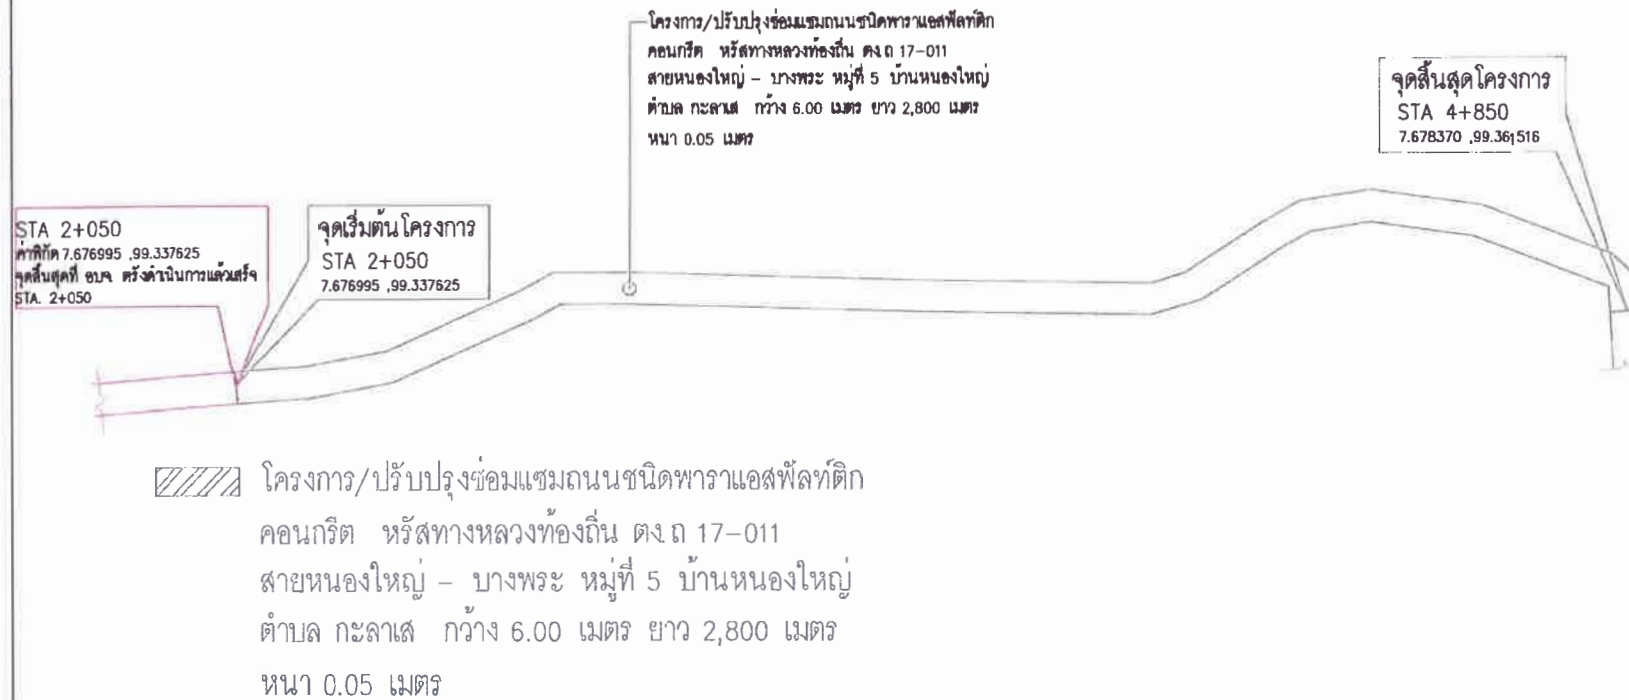 โครงการ/ปรับปรุงซ่อมแซมถนนชนิดพาราแอสฟัลท์ติก
คอนกรีต หรัสทางหลวงท้องถิ่น ตง.ถ 17-011
สายหนองใหญ่ - บางพระ หมู่ที่ 5 บ้านหนองใหญ่
ตำบล กะลาเส กว้าง 6.00 เมตร ยาว 2,800 เมตร
หนา 0.05 เมตร
จุดสิ้นสุดโครงการ
STA 4+850
7.678370 ,99.361516
STA 2+050
ค่าพิกัด 7.676995 ,99.337625
จุดสิ้นสุดที่ อบจ ตรังดำเนินการแล้วเสร็จ
STA. 2+050
จุดเริ่มต้นโครงการ
STA 2+050
7.676995 ,99.337625
โครงการ/ปรับปรุงซ่อมแซมถนนชนิดพาราแอสฟัลท์ติก
คอนกรีต หรัสทางหลวงท้องถิ่น ตง.ถ 17-011
สายหนองใหญ่ - บางพระ หมู่ที่ 5 บ้านหนองใหญ่
ตำบล กะลาเส กว้าง 6.00 เมตร ยาว 2,800 เมตร
หนา 0.05 เมตร